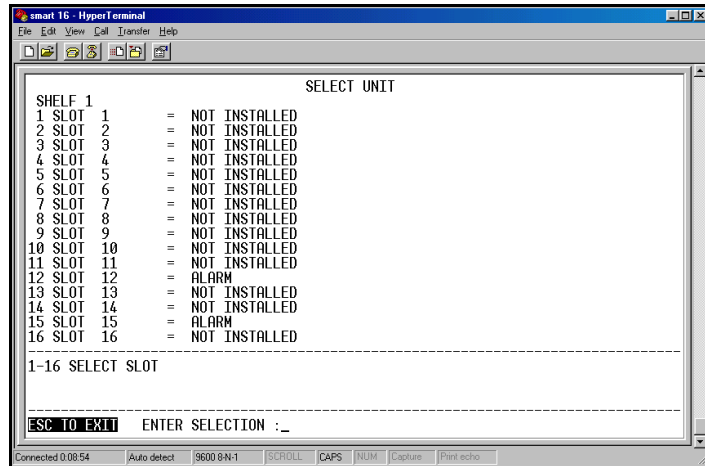 smart 16 - HyperTerminal
File Edit View Call Transfer Help
SELECT UNIT
SHELF 1
1 SLOT 1 = NOT INSTALLED
2 SLOT 2 = NOT INSTALLED
3 SLOT 3 = NOT INSTALLED
4 SLOT 4 = NOT INSTALLED
5 SLOT 5 = NOT INSTALLED
6 SLOT 6 = NOT INSTALLED
7 SLOT 7 = NOT INSTALLED
8 SLOT 8 = NOT INSTALLED
9 SLOT 9 = NOT INSTALLED
10 SLOT 10 = NOT INSTALLED
11 SLOT 11 = NOT INSTALLED
12 SLOT 12 = ALARM
13 SLOT 13 = NOT INSTALLED
14 SLOT 14 = NOT INSTALLED
15 SLOT 15 = ALARM
16 SLOT 16 = NOT INSTALLED
1-16 SELECT SLOT
ESC TO EXIT ENTER SELECTION :_
Connected 0:08:54 Auto detect 9600 8-N-1 SCROLL CAPS NUM Capture Print echo